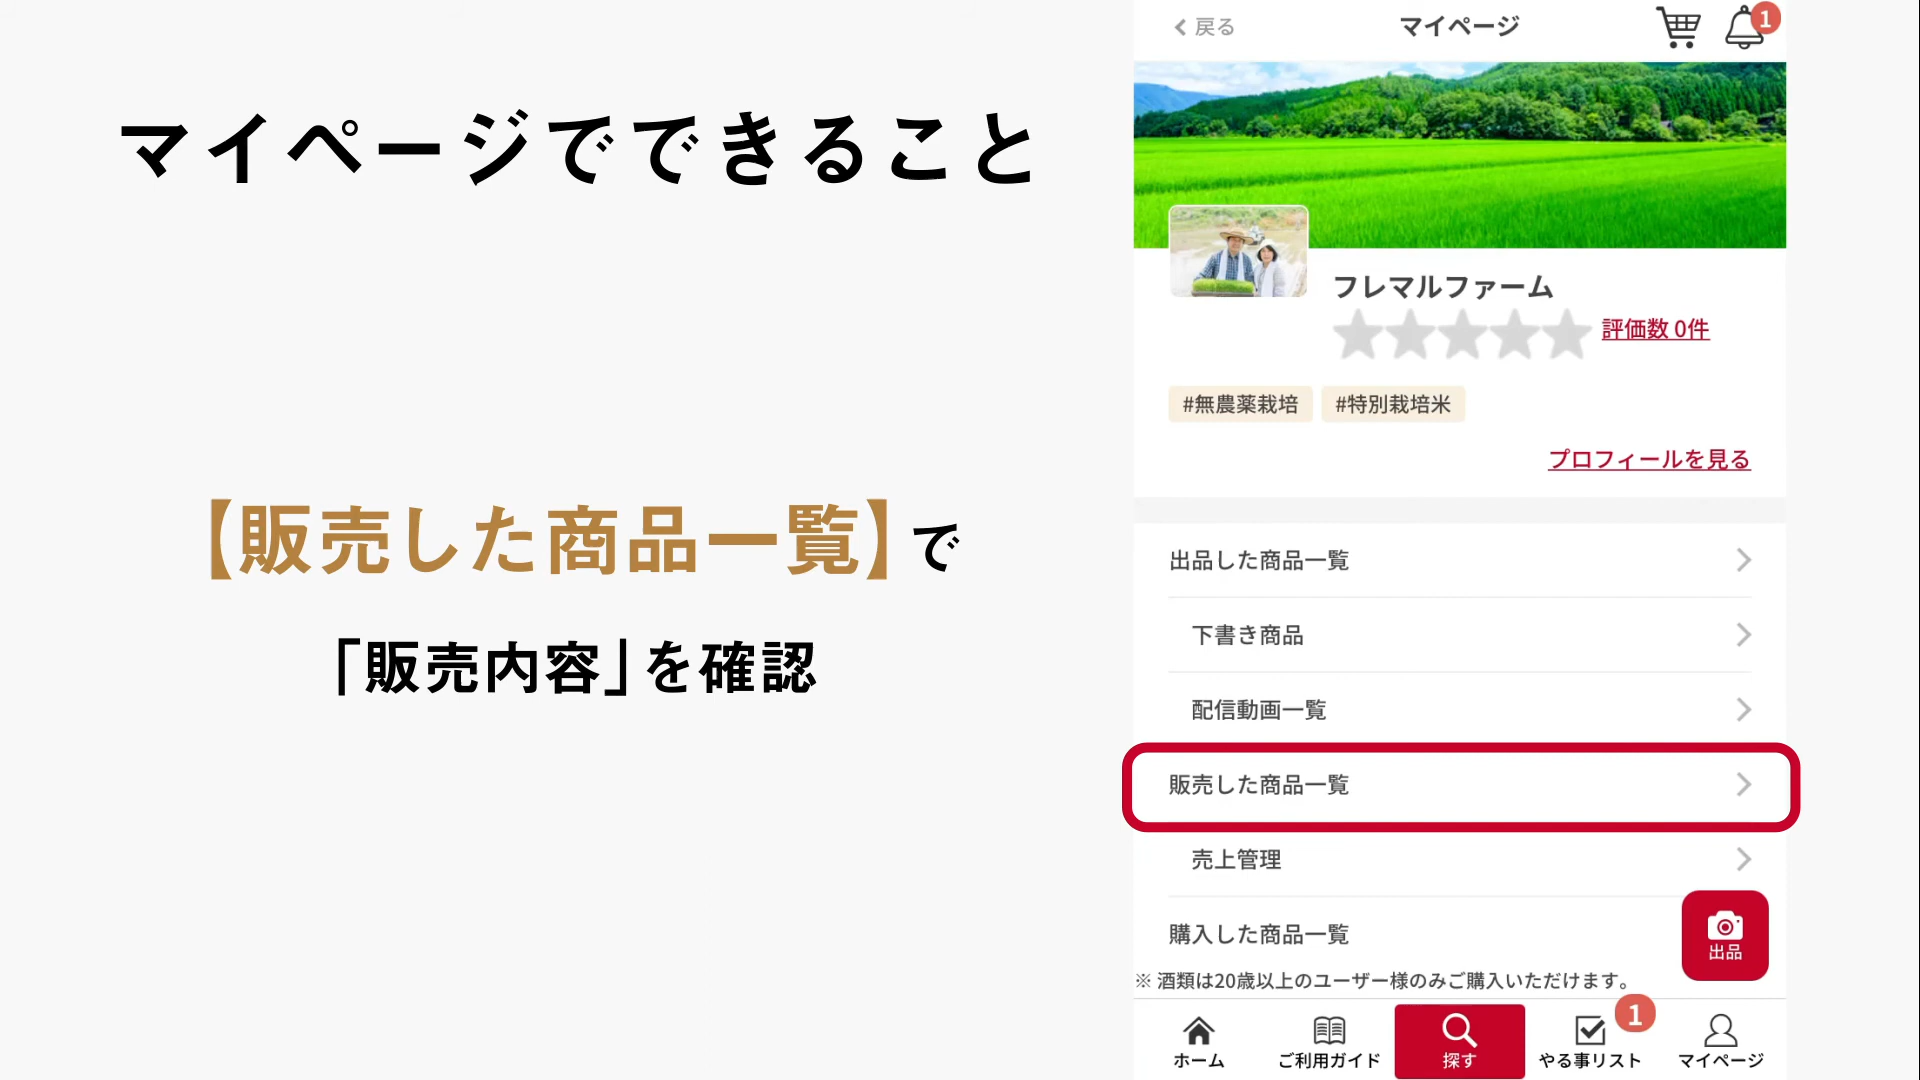 マイページでできること
【販売した商品一覧】で
「販売内容」を確認
戻る
マイページ
1
フレマルファーム
評価数 0件
#無農薬栽培 #特別栽培米
プロフィールを見る
出品した商品一覧
下書き商品
配信動画一覧
販売した商品一覧
売上管理
購入した商品一覧
出品
※ 酒類は20歳以上のユーザー様のみご購入いただけます。
1
ホーム ご利用ガイド 探す やる事リスト マイページ